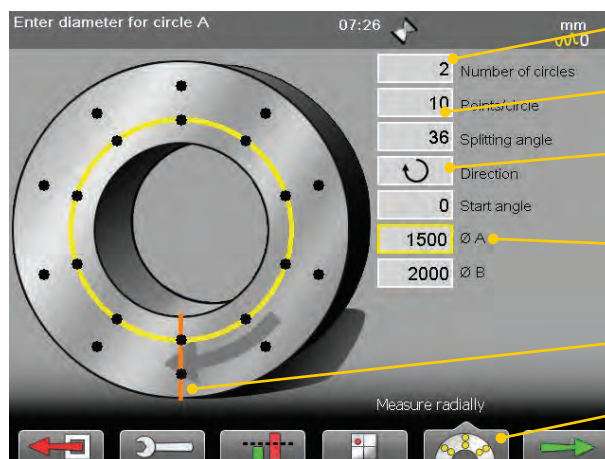 Enter diameter for circle A 07:26 mm
0
2 Number of circles
10 Points/circle
36 Splitting angle
Direction
0 Start angle
1500 Ø A
2000 Ø B
Measure radially